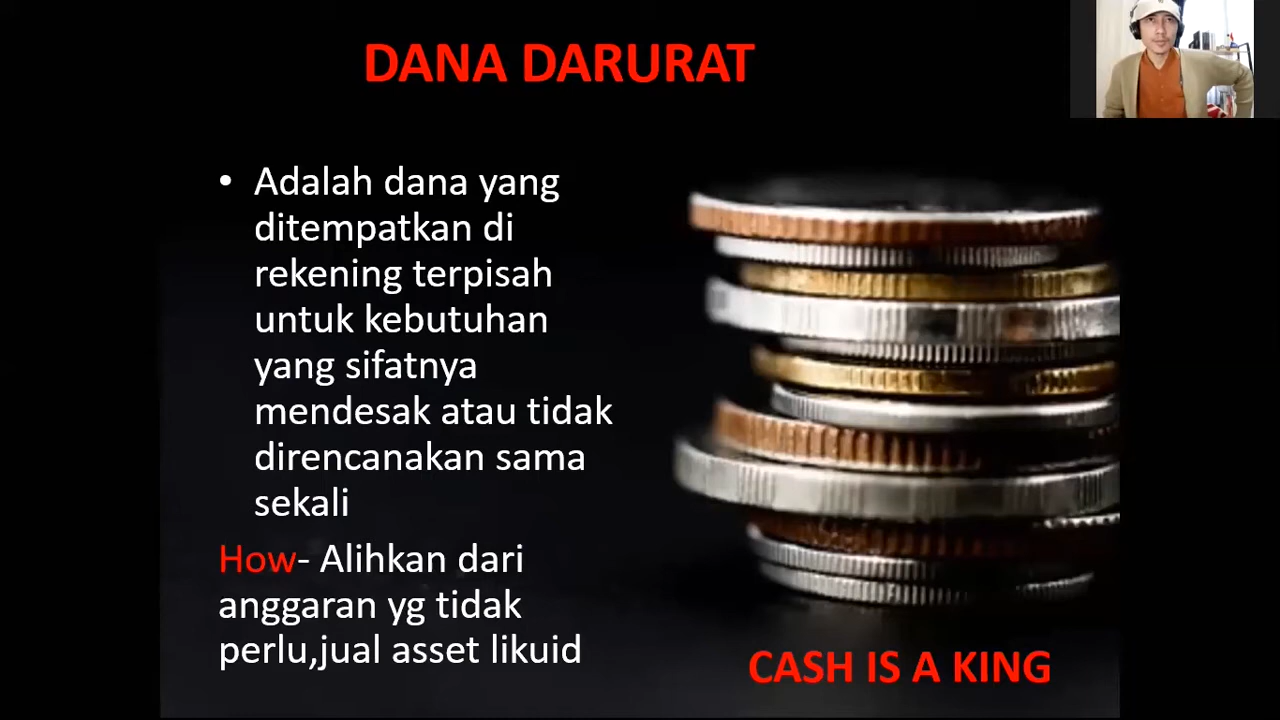 DANA DARURAT
• Adalah dana yang
ditempatkan di
rekening terpisah
untuk kebutuhan
yang sifatnya
mendesak atau tidak
direncanakan sama
sekali
How- Alihkan dari
anggaran yg tidak
perlu,jual asset likuid
CASH IS A KING